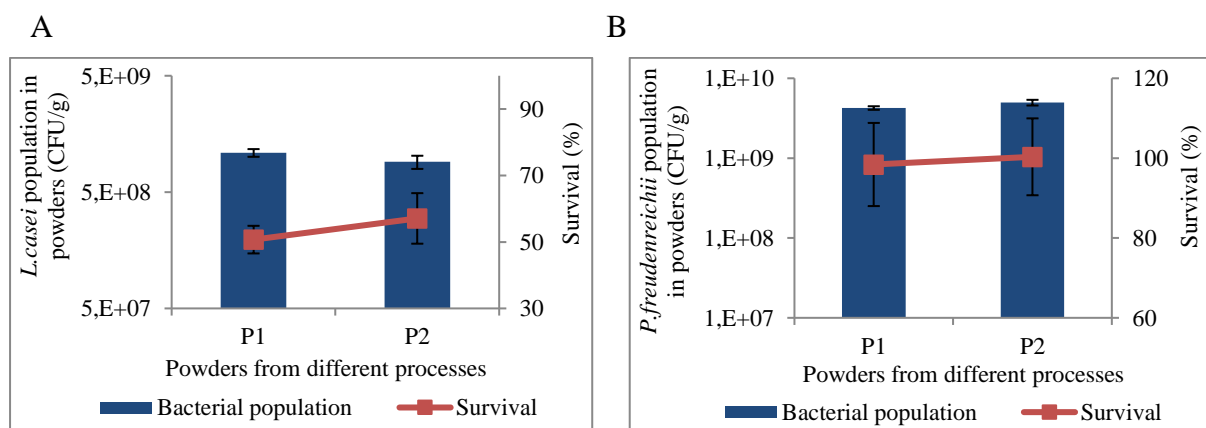 A
L.casei population in
powders (CFU/g)
5,E+09
5,E+08
5,E+07
90
70
50
30
Survival (%)
P1
P2
Powders from different processes
Bacterial population
Survival
B
P.freudenreichii population
in powders (CFU/g)
1,E+10
1,E+09
1,E+08
1,E+07
120
100
80
60
Survival (%)
P1
P2
Powders from different processes
Bacterial population
Survival